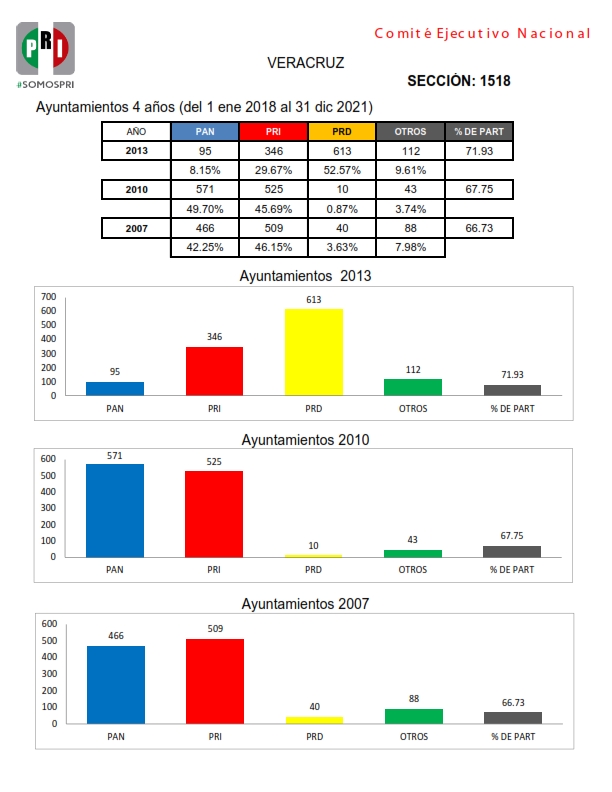 Comité Ejecutivo Nacional
PRI
#SOMOSPRI
VERACRUZ
SECCIÓN: 1518
Ayuntamientos 4 años (del 1 ene 2018 al 31 dic 2021)
AÑO PAN PRI PRD OTROS % DE PART
2013 95 346 613 112 71.93
8.15% 29.67% 52.57% 9.61%
2010 571 525 10 43 67.75
49.70% 45.69% 0.87% 3.74%
2007 466 509 40 88 66.73
42.25% 46.15% 3.63% 7.98%
Ayuntamientos 2013
700
600
500
400
300
200
100
0
95 346 613 112 71.93
PAN PRI PRD OTROS % DE PART
Ayuntamientos 2010
600
500
400
300
200
100
0
571 525 10 43 67.75
PAN PRI PRD OTROS % DE PART
Ayuntamientos 2007
600
500
400
300
200
100
0
466 509 40 88 66.73
PAN PRI PRD OTROS % DE PART